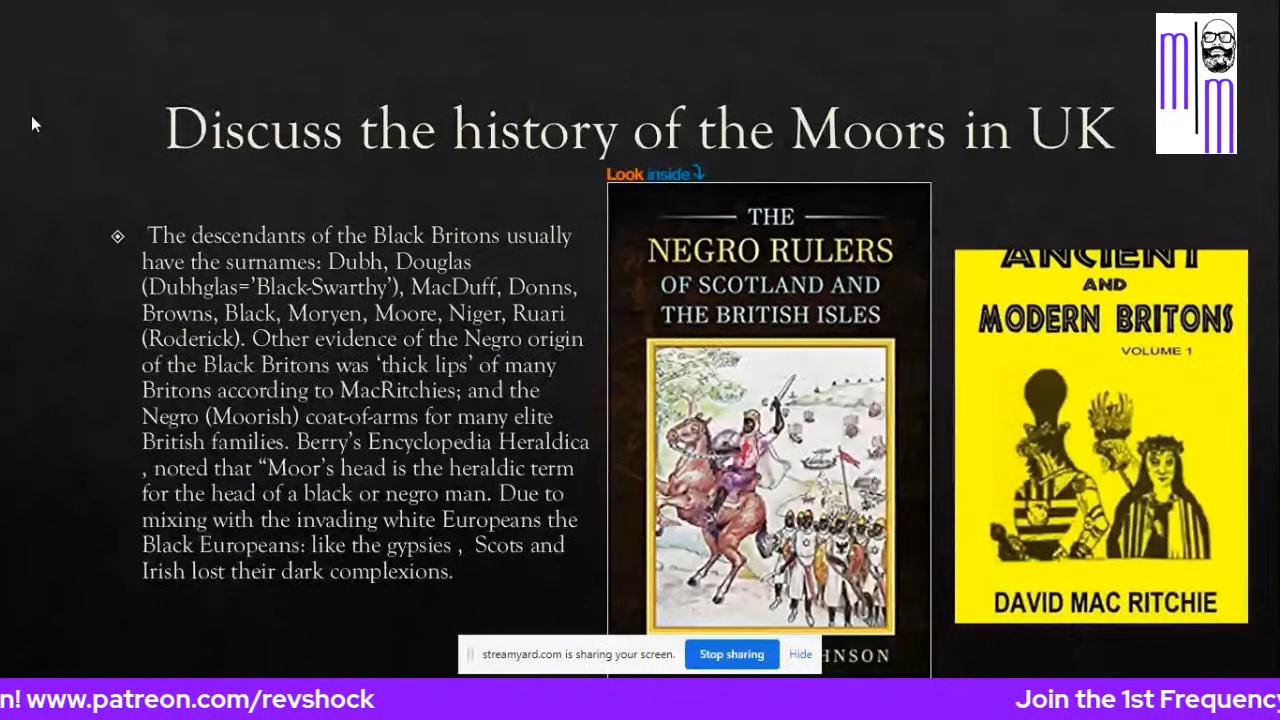 Discuss the history of the Moors in UK
The descendants of the Black Britons usually
have the surnames: Dubh, Douglas
(Dubhglas='Black-Swarthy'), MacDuff, Donns,
Browns, Black, Moryen, Moore, Niger, Ruari
(Roderick). Other evidence of the Negro origin
of the Black Britons was ‘thick lips’ of many
Britons according to MacRitchies; and the
Negro (Moorish) coat-of-arms for many elite
British families. Berry’s Encyclopedia Heraldica
, noted that “Moor’s head is the heraldic term
for the head of a black or negro man. Due to
mixing with the invading white Europeans the
Black Europeans: like the gypsies , Scots and
Irish lost their dark complexions.
Look inside
THE
NEGRO RULERS
OF SCOTLAND AND
THE BRITISH ISLES
ANCIENT
AND
MODERN BRITONS
VOLUME 1
DAVID MAC RITCHIE
m
m
streamyard.com is sharing your screen. Stop sharing Hide
n! www.patreon.com/revshock Join the 1st Frequency